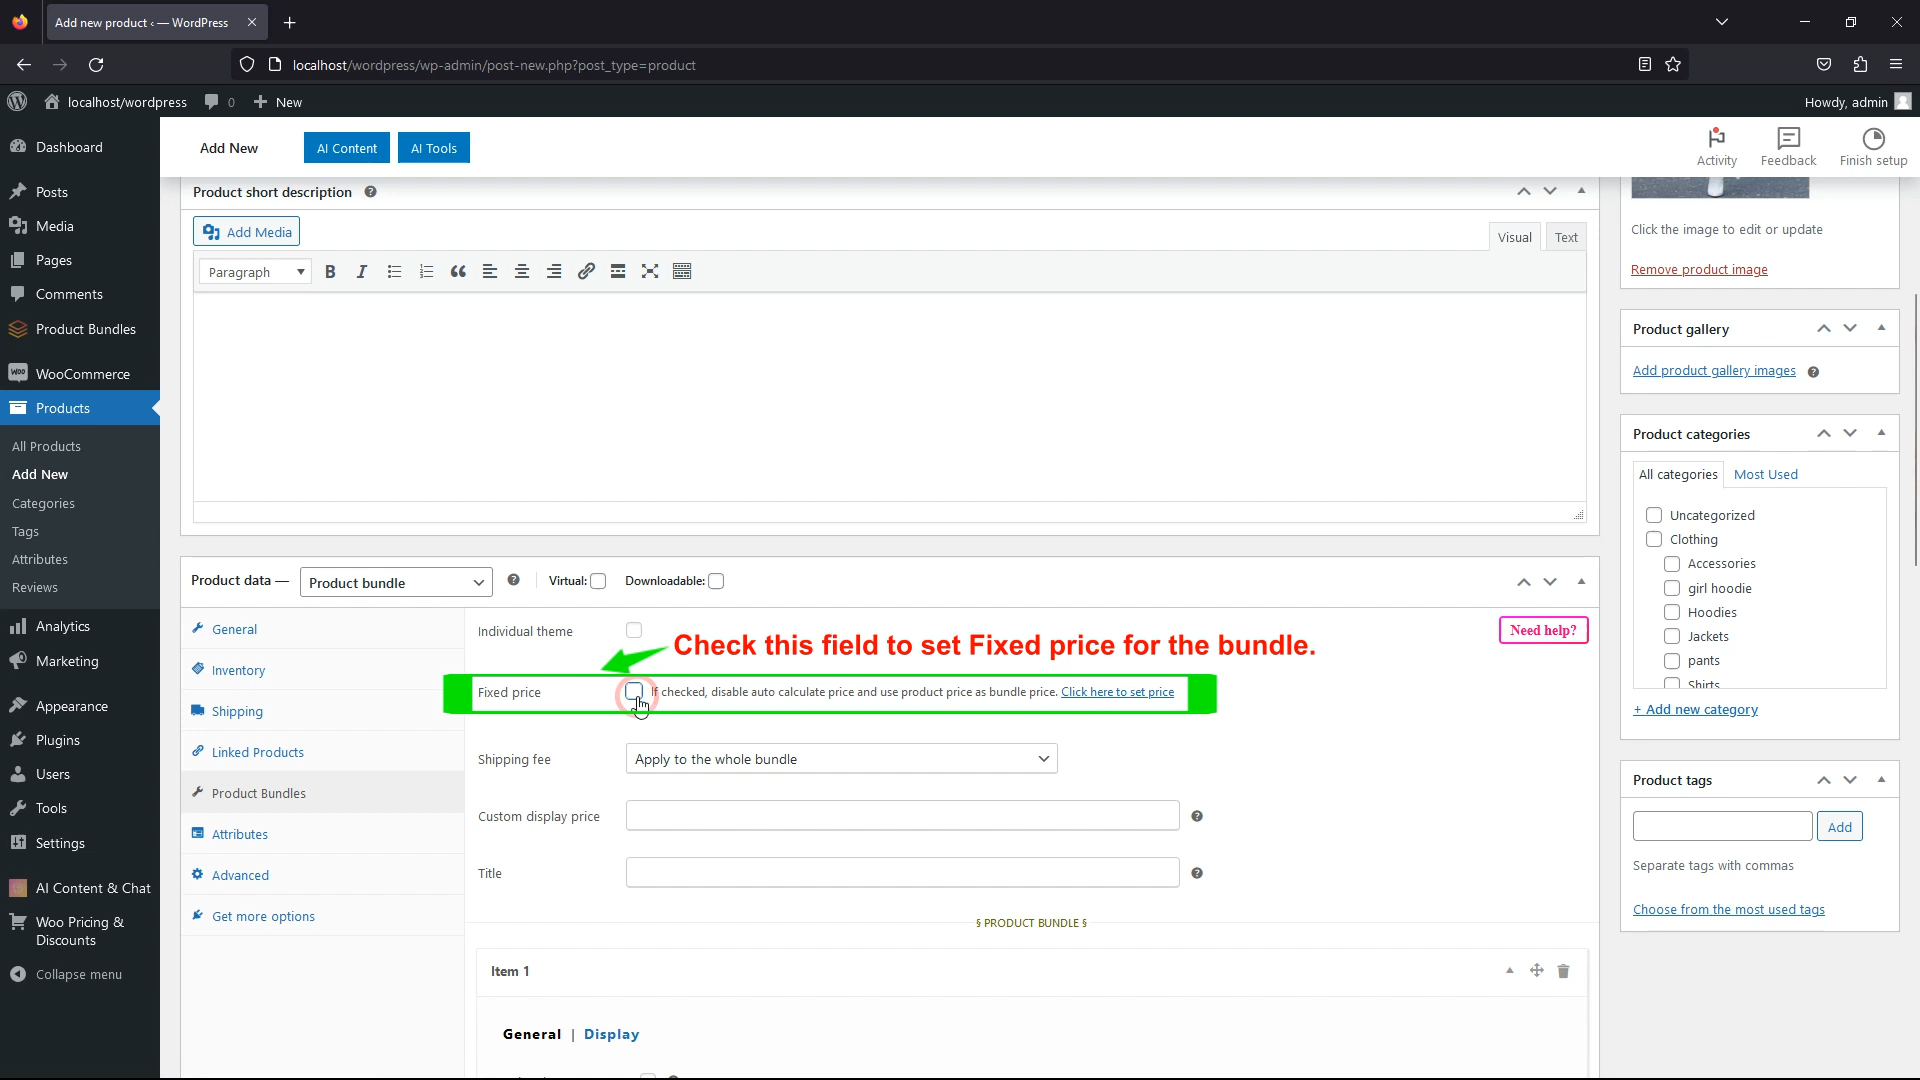 Add new product ‹ — WordPress
localhost/wordpress/wp-admin/post-new.php?post_type=product
localhost/wordpress
0
New
Howdy, admin
Add New
AI Content
AI Tools
Activity
Feedback
Finish setup
Dashboard
Posts
Media
Pages
Comments
Product Bundles
WooCommerce
Products
All Products
Add New
Categories
Tags
Attributes
Reviews
Analytics
Marketing
Appearance
Plugins
Users
Tools
Settings
AI Content & Chat
Woo Pricing &
Discounts
Collapse menu
Product short description
Add Media
Visual
Text
Paragraph
Product data —
Product bundle
Virtual:
Downloadable:
General
Inventory
Shipping
Linked Products
Product Bundles
Attributes
Advanced
Get more options
Individual theme
Need help?
Check this field to set Fixed price for the bundle.
Fixed price
If checked, disable auto calculate price and use product price as bundle price. Click here to set price
Shipping fee
Apply to the whole bundle
Custom display price
Title
§ PRODUCT BUNDLE §
Item 1
General | Display
Click the image to edit or update
Remove product image
Product gallery
Add product gallery images
Product categories
All categories
Most Used
Uncategorized
Clothing
Accessories
girl hoodie
Hoodies
Jackets
pants
Shirts
+ Add new category
Product tags
Add
Separate tags with commas
Choose from the most used tags